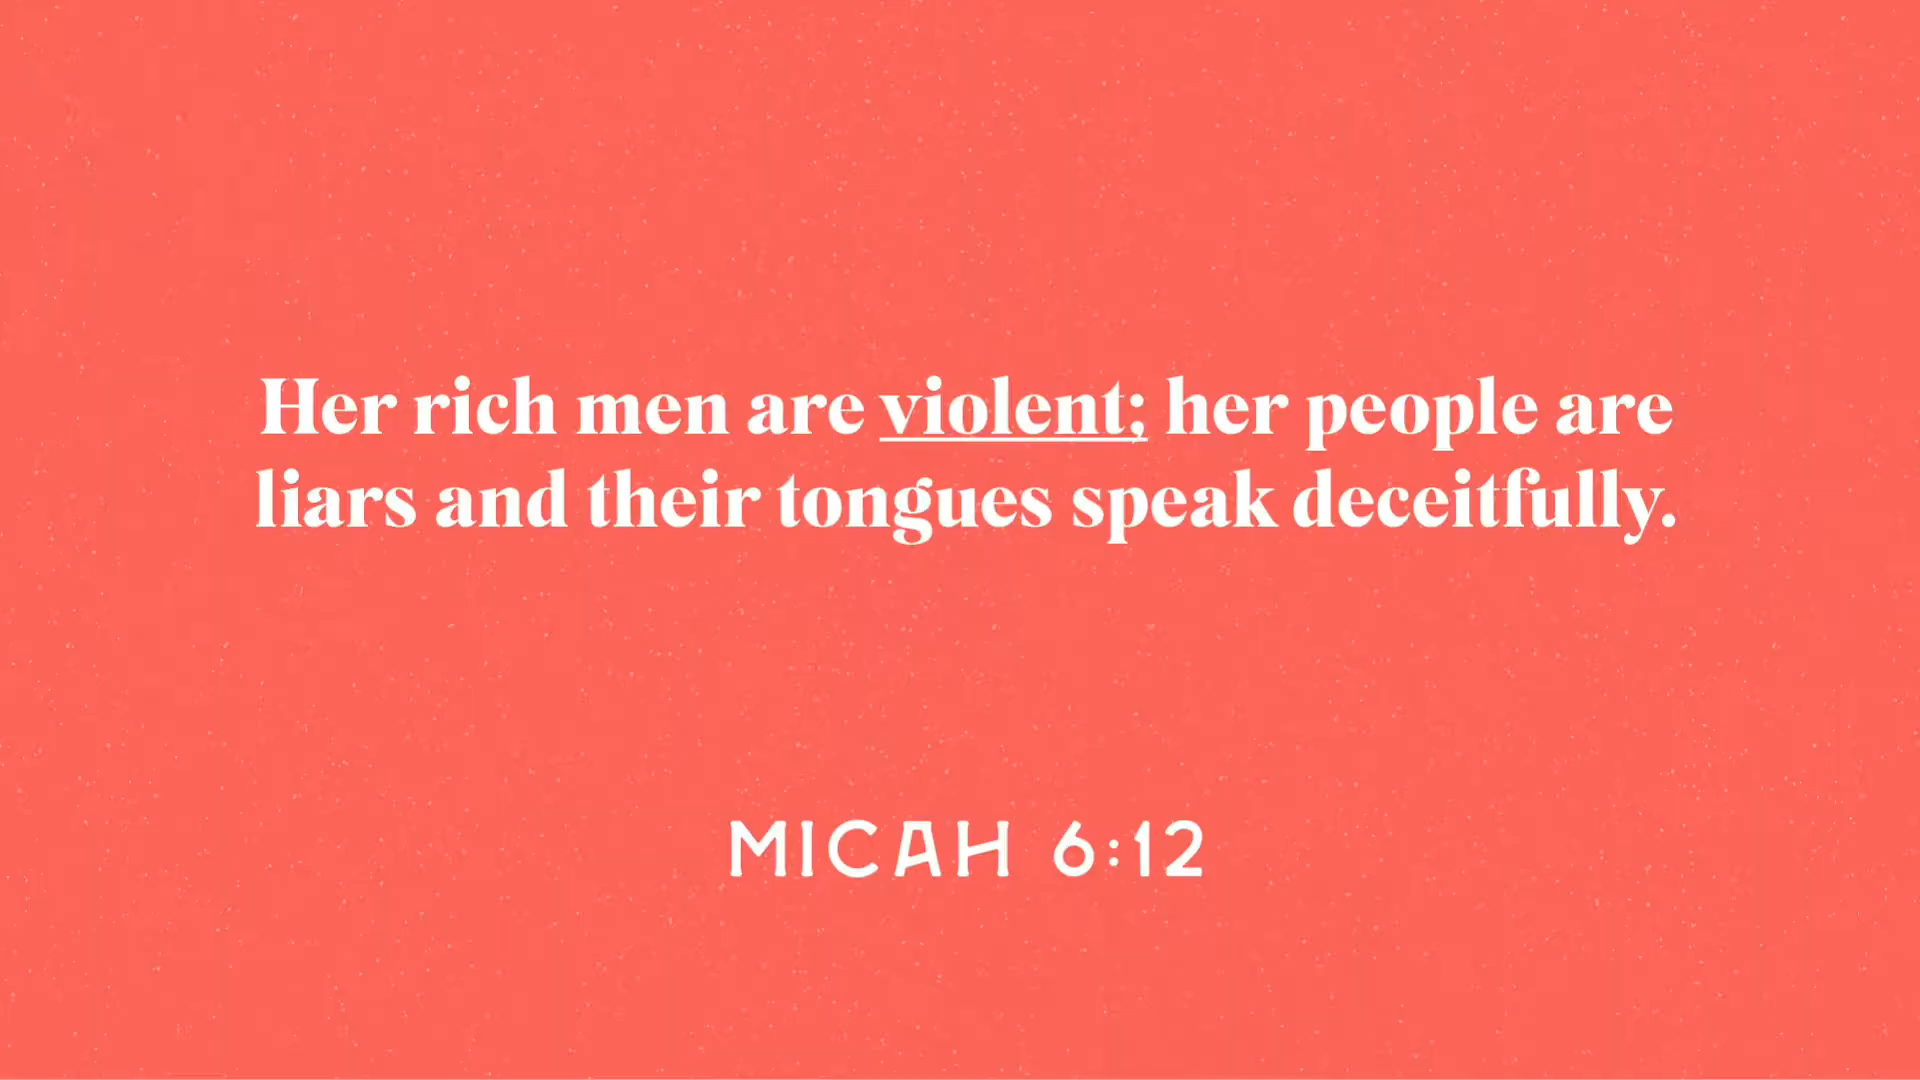 Her rich men are violent; her people are
liars and their tongues speak deceitfully.
MICAH 6:12